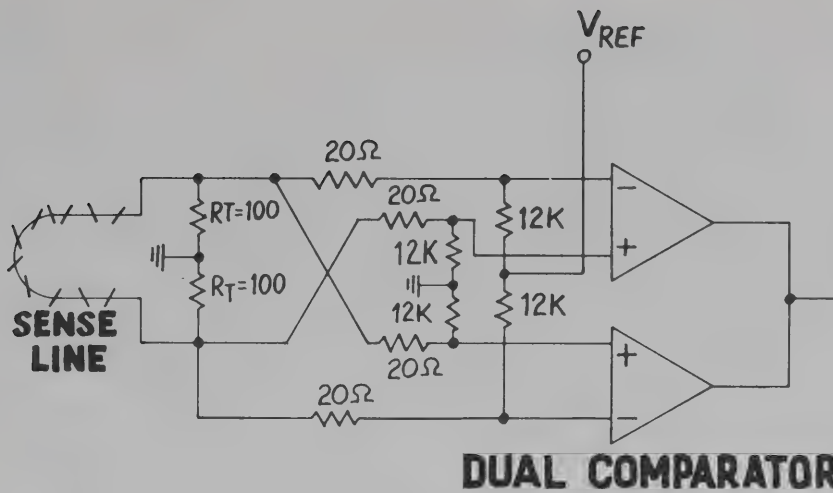 V_REF
20Ω
20Ω
RT=100
12K
12K
−
+
R_T=100
12K
12K
20Ω
+
−
20Ω
SENSE
LINE
DUAL COMPARATOR